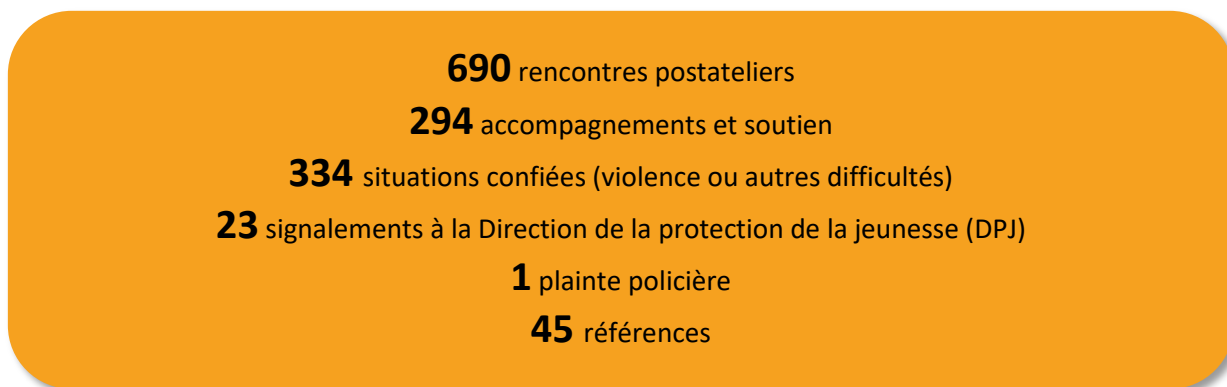 690 rencontres postateliers
294 accompagnements et soutien
334 situations confiées (violence ou autres difficultés)
23 signalements à la Direction de la protection de la jeunesse (DPJ)
1 plainte policière
45 références